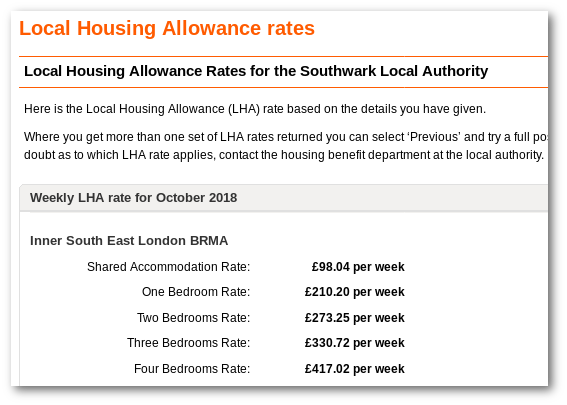 Local Housing Allowance rates
Local Housing Allowance Rates for the Southwark Local Authority
Here is the Local Housing Allowance (LHA) rate based on the details you have given.
Where you get more than one set of LHA rates returned you can select ‘Previous’ and try a full
doubt as to which LHA rate applies, contact the housing benefit department at the local authority.
Weekly LHA rate for October 2018
Inner South East London BRMA
Shared Accommodation Rate: £98.04 per week
One Bedroom Rate: £210.20 per week
Two Bedrooms Rate: £273.25 per week
Three Bedrooms Rate: £330.72 per week
Four Bedrooms Rate: £417.02 per week